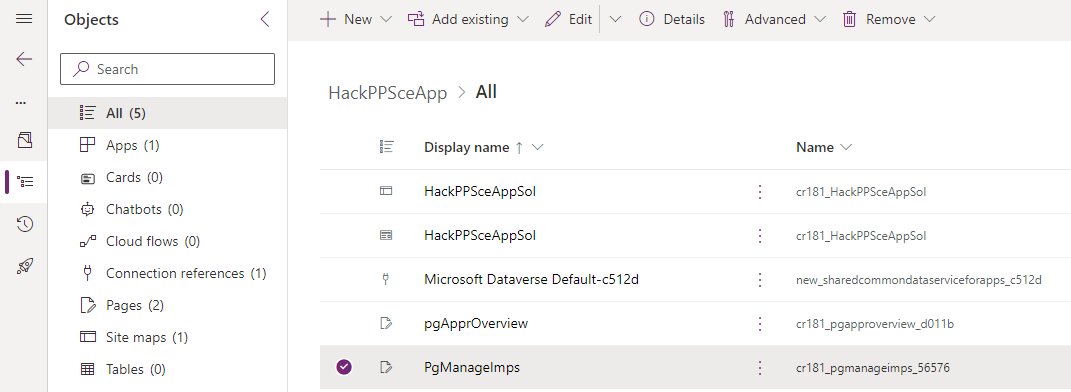 Objects
Search
All (5)
Apps (1)
Cards (0)
Chatbots (0)
Cloud flows (0)
Connection references (1)
Pages (2)
Site maps (1)
Tables (0)
New Add existing Edit Details Advanced Remove
HackPPSceApp > All
Display name ↑ Name
HackPPSceAppSol cr181_HackPPSceAppSol
HackPPSceAppSol cr181_HackPPSceAppSol
Microsoft Dataverse Default-c512d new_sharedcommondataserviceforapps_c512d
pgApprOverview cr181_pgapproverview_d011b
PgManageImps cr181_pgmanageimps_56576